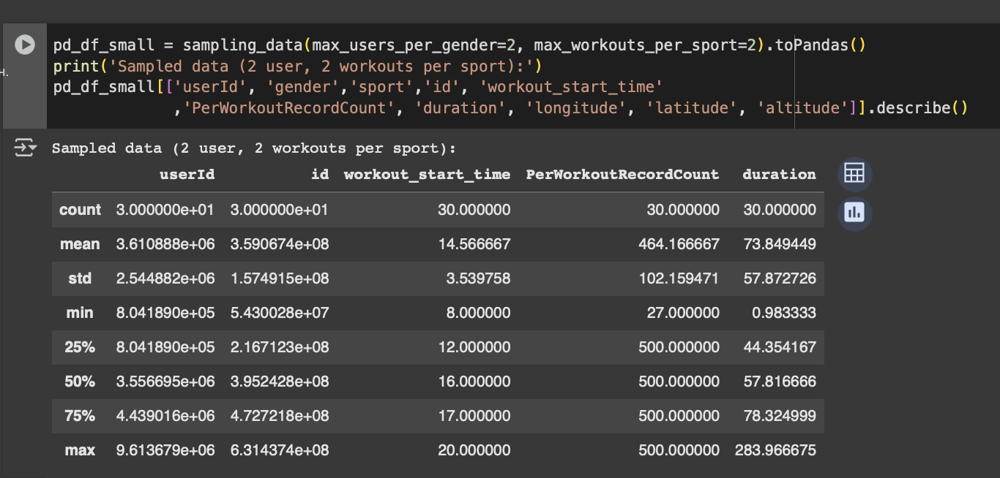 pd_df_small = sampling_data(max_users_per_gender=2, max_workouts_per_sport=2).toPandas()
H.
print('Sampled data (2 user, 2 workouts per sport):')
pd_df_small[['userId', 'gender','sport','id', 'workout_start_time'
,'PerWorkoutRecordCount', 'duration', 'longitude', 'latitude', 'altitude']].describe()
Sampled data (2 user, 2 workouts per sport):
userId id workout_start_time PerWorkoutRecordCount duration
count 3.000000e+01 3.000000e+01 30.000000 30.000000 30.000000
mean 3.610888e+06 3.590674e+08 14.566667 464.166667 73.849449
std 2.544882e+06 1.574915e+08 3.539758 102.159471 57.872726
min 8.041890e+05 5.430028e+07 8.000000 27.000000 0.983333
25% 8.041890e+05 2.167123e+08 12.000000 500.000000 44.354167
50% 3.556695e+06 3.952428e+08 16.000000 500.000000 57.816666
75% 4.439016e+06 4.727218e+08 17.000000 500.000000 78.324999
max 9.613679e+06 6.314374e+08 20.000000 500.000000 283.966675